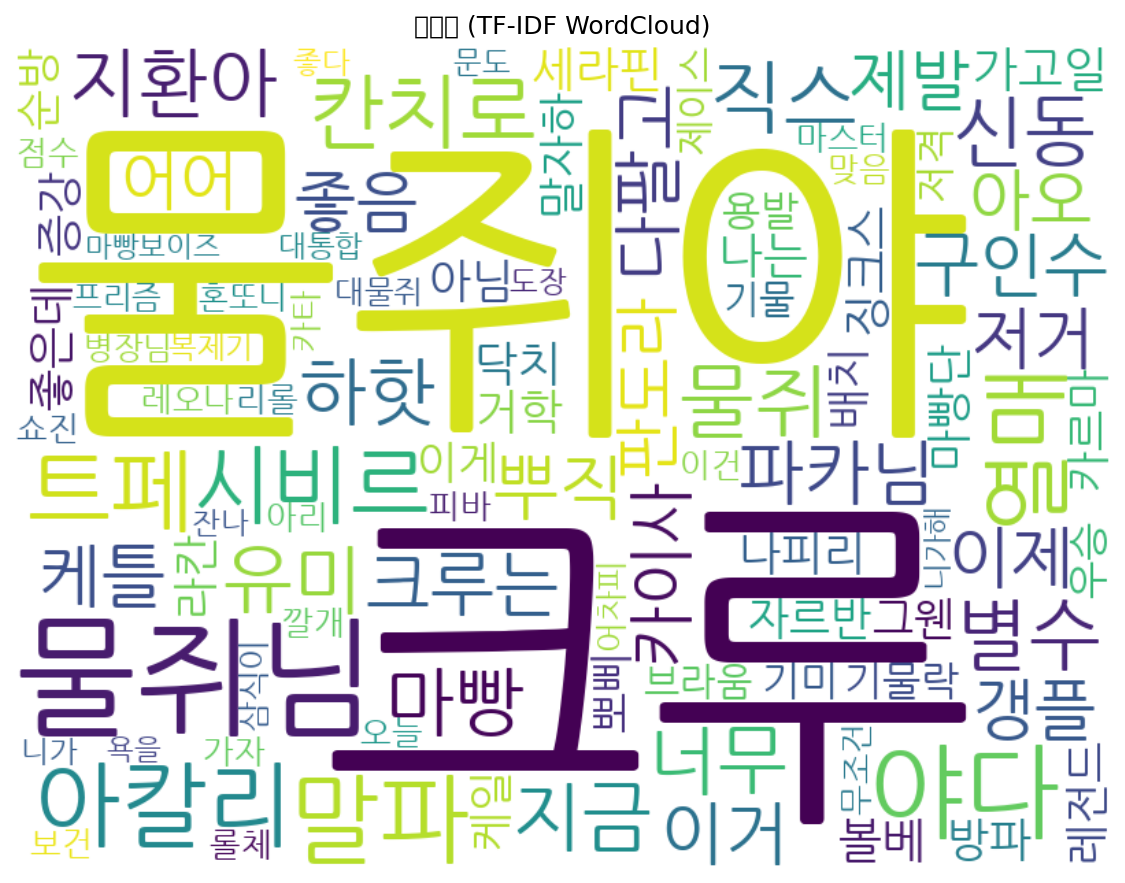 (TF-IDF WordCloud)
순방
지환아
좋다
문도
세라핀
제이스
직스
제발
가고일
칸치로
신동
점수
어어
물쥐야
좋음
말자하
다팔고
마스터
맞음
저격
아오
증강
마빵보이즈
대통합
용발
나는
기물
징크스
구인수
좋은데
프리즘
혼또니
카타
대물쥐
아님
도장
저거
병장님
복제기
레오나
리롤
하핫
닥치
거학
판도라
물쥐
배치
마빵단
열매
카르마
쇼진
트페
시비르
이게
뿌직
이건
파카님
잔나
아리
피바
카이사
케틀
라칸
유미
크루는
크루
나피리
니가해
이제
우승
깔개
어차피
자르반
그웬
별수
물쥐님
삼식이
마빵
뽀삐
브라움
기미
기물락
갱플
니가
욕을
가자
오늘
아칼리
말파
케일
지금
너무
이거
무조건
야다
레전드
보건
롤체
볼베
방파